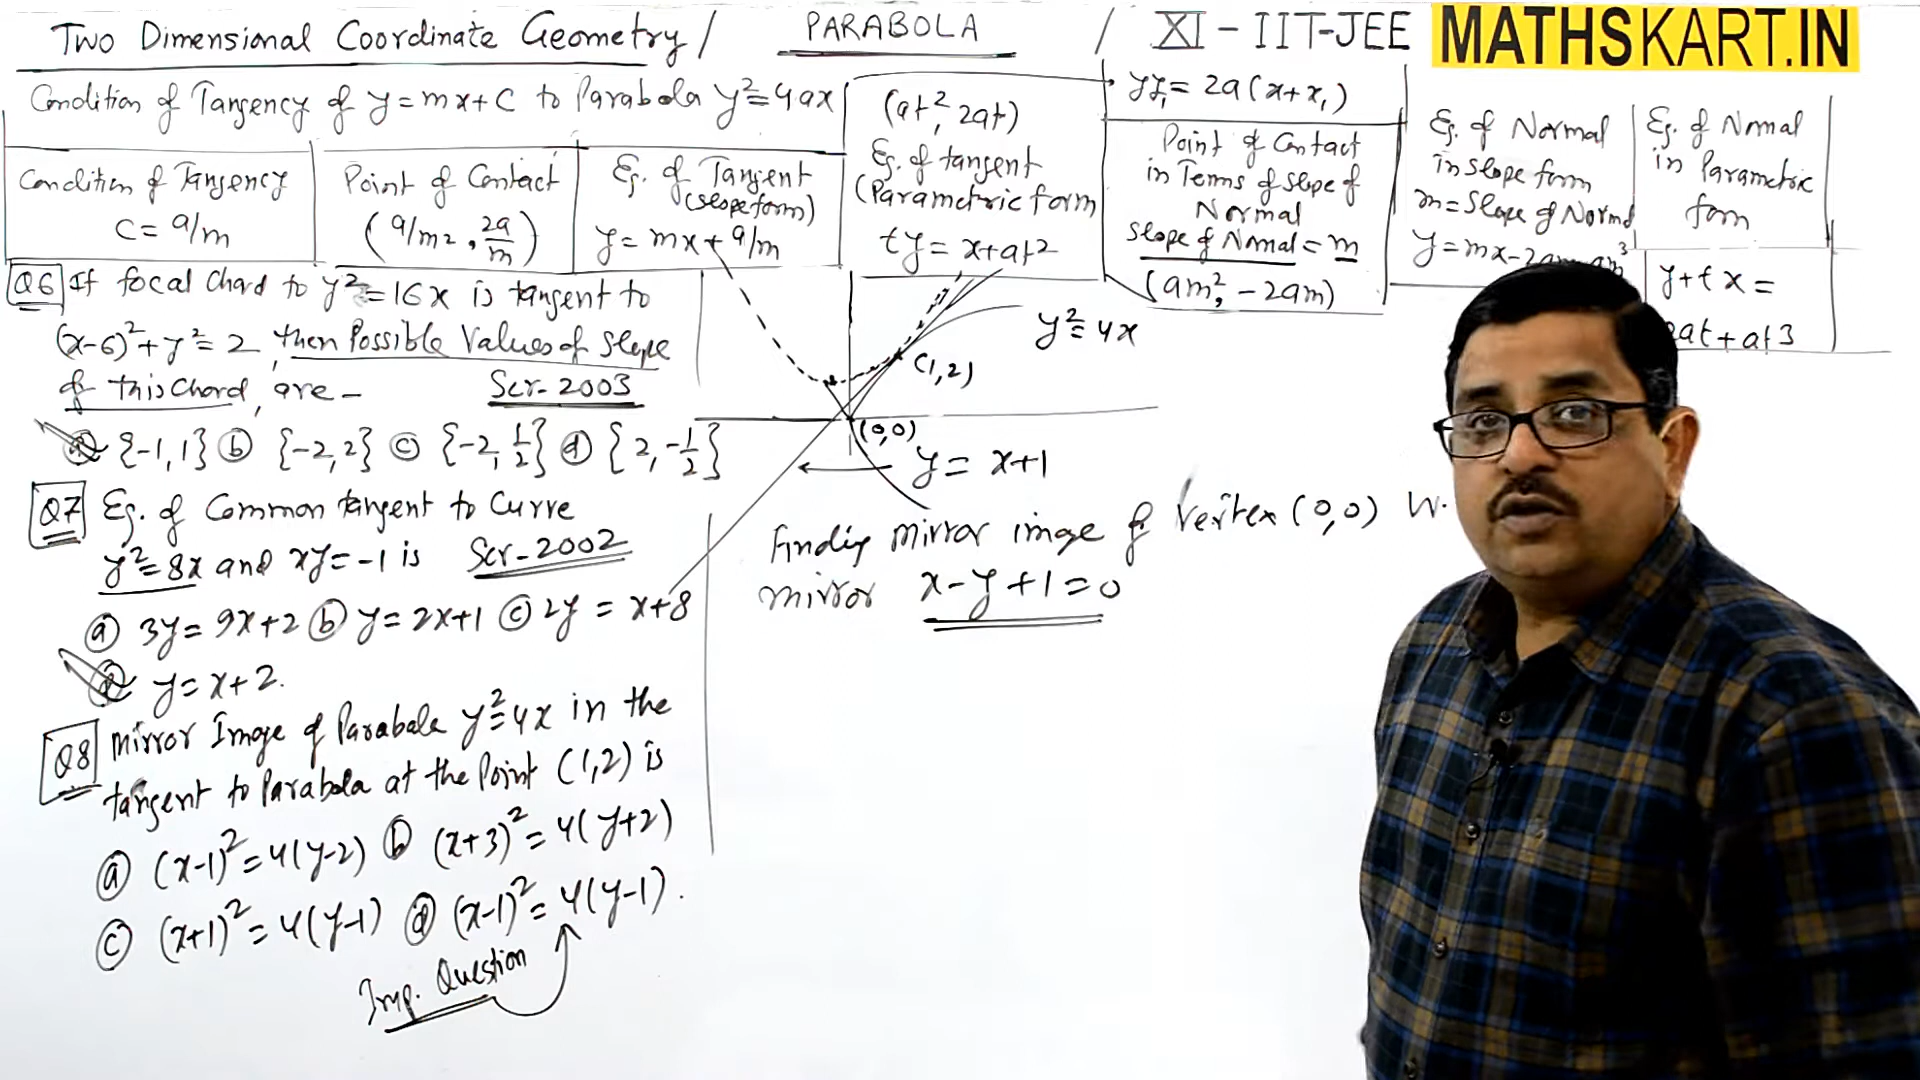 Two Dimensional Coordinate Geometry / PARABOLA / XI - IIT-JEE MATHSKART.IN
Condition of Tangency of y=mx+c to Parabola y²=4ax
Condition of Tangency
c = a/m
Point of Contact
(a/m², 2a/m)
Eq. of Tangent
(slope form)
y = mx + a/m
(at², 2at)
Eq. of tangent
(Parametric form
ty = x+at²
yy₁ = 2a(x+x₁)
Point of Contact
in Terms of slope of
Normal
slope of Normal = m
(am², -2am)
Eq. of Normal
in slope form
m = slope of Normal
y = mx-2am-am³
Eq. of Normal
in Parametric
form
y+tx =
2at+at3
Q6 If focal Chord to y²=16x is tangent to
(x-6)²+y²=2, then Possible Values of slope
of this Chord, are - Scr-2003
ⓐ {-1,1} ⓑ {-2,2} ⓒ {-2, 1/2} ⓓ {2, -1/2}
Q7 Eq. of Common tangent to Curve
y²=8x and xy=-1 is Scr-2002
ⓐ 3y=9x+2 ⓑ y=2x+1 ⓒ 2y=x+8
ⓓ y=x+2.
Q8 Mirror Image of Parabola y²=4x in the
tangent to Parabola at the Point (1,2) is
ⓐ (x-1)²=4(y-2) ⓑ (x+3)²=4(y+2)
ⓒ (x+1)²=4(y-1) ⓓ (x-1)²=4(y-1).
Imp. Question
y²=4x
(1,2)
(0,0)
y = x+1
Finding mirror image of Vertex (0,0) w.
mirror x-y+1=0